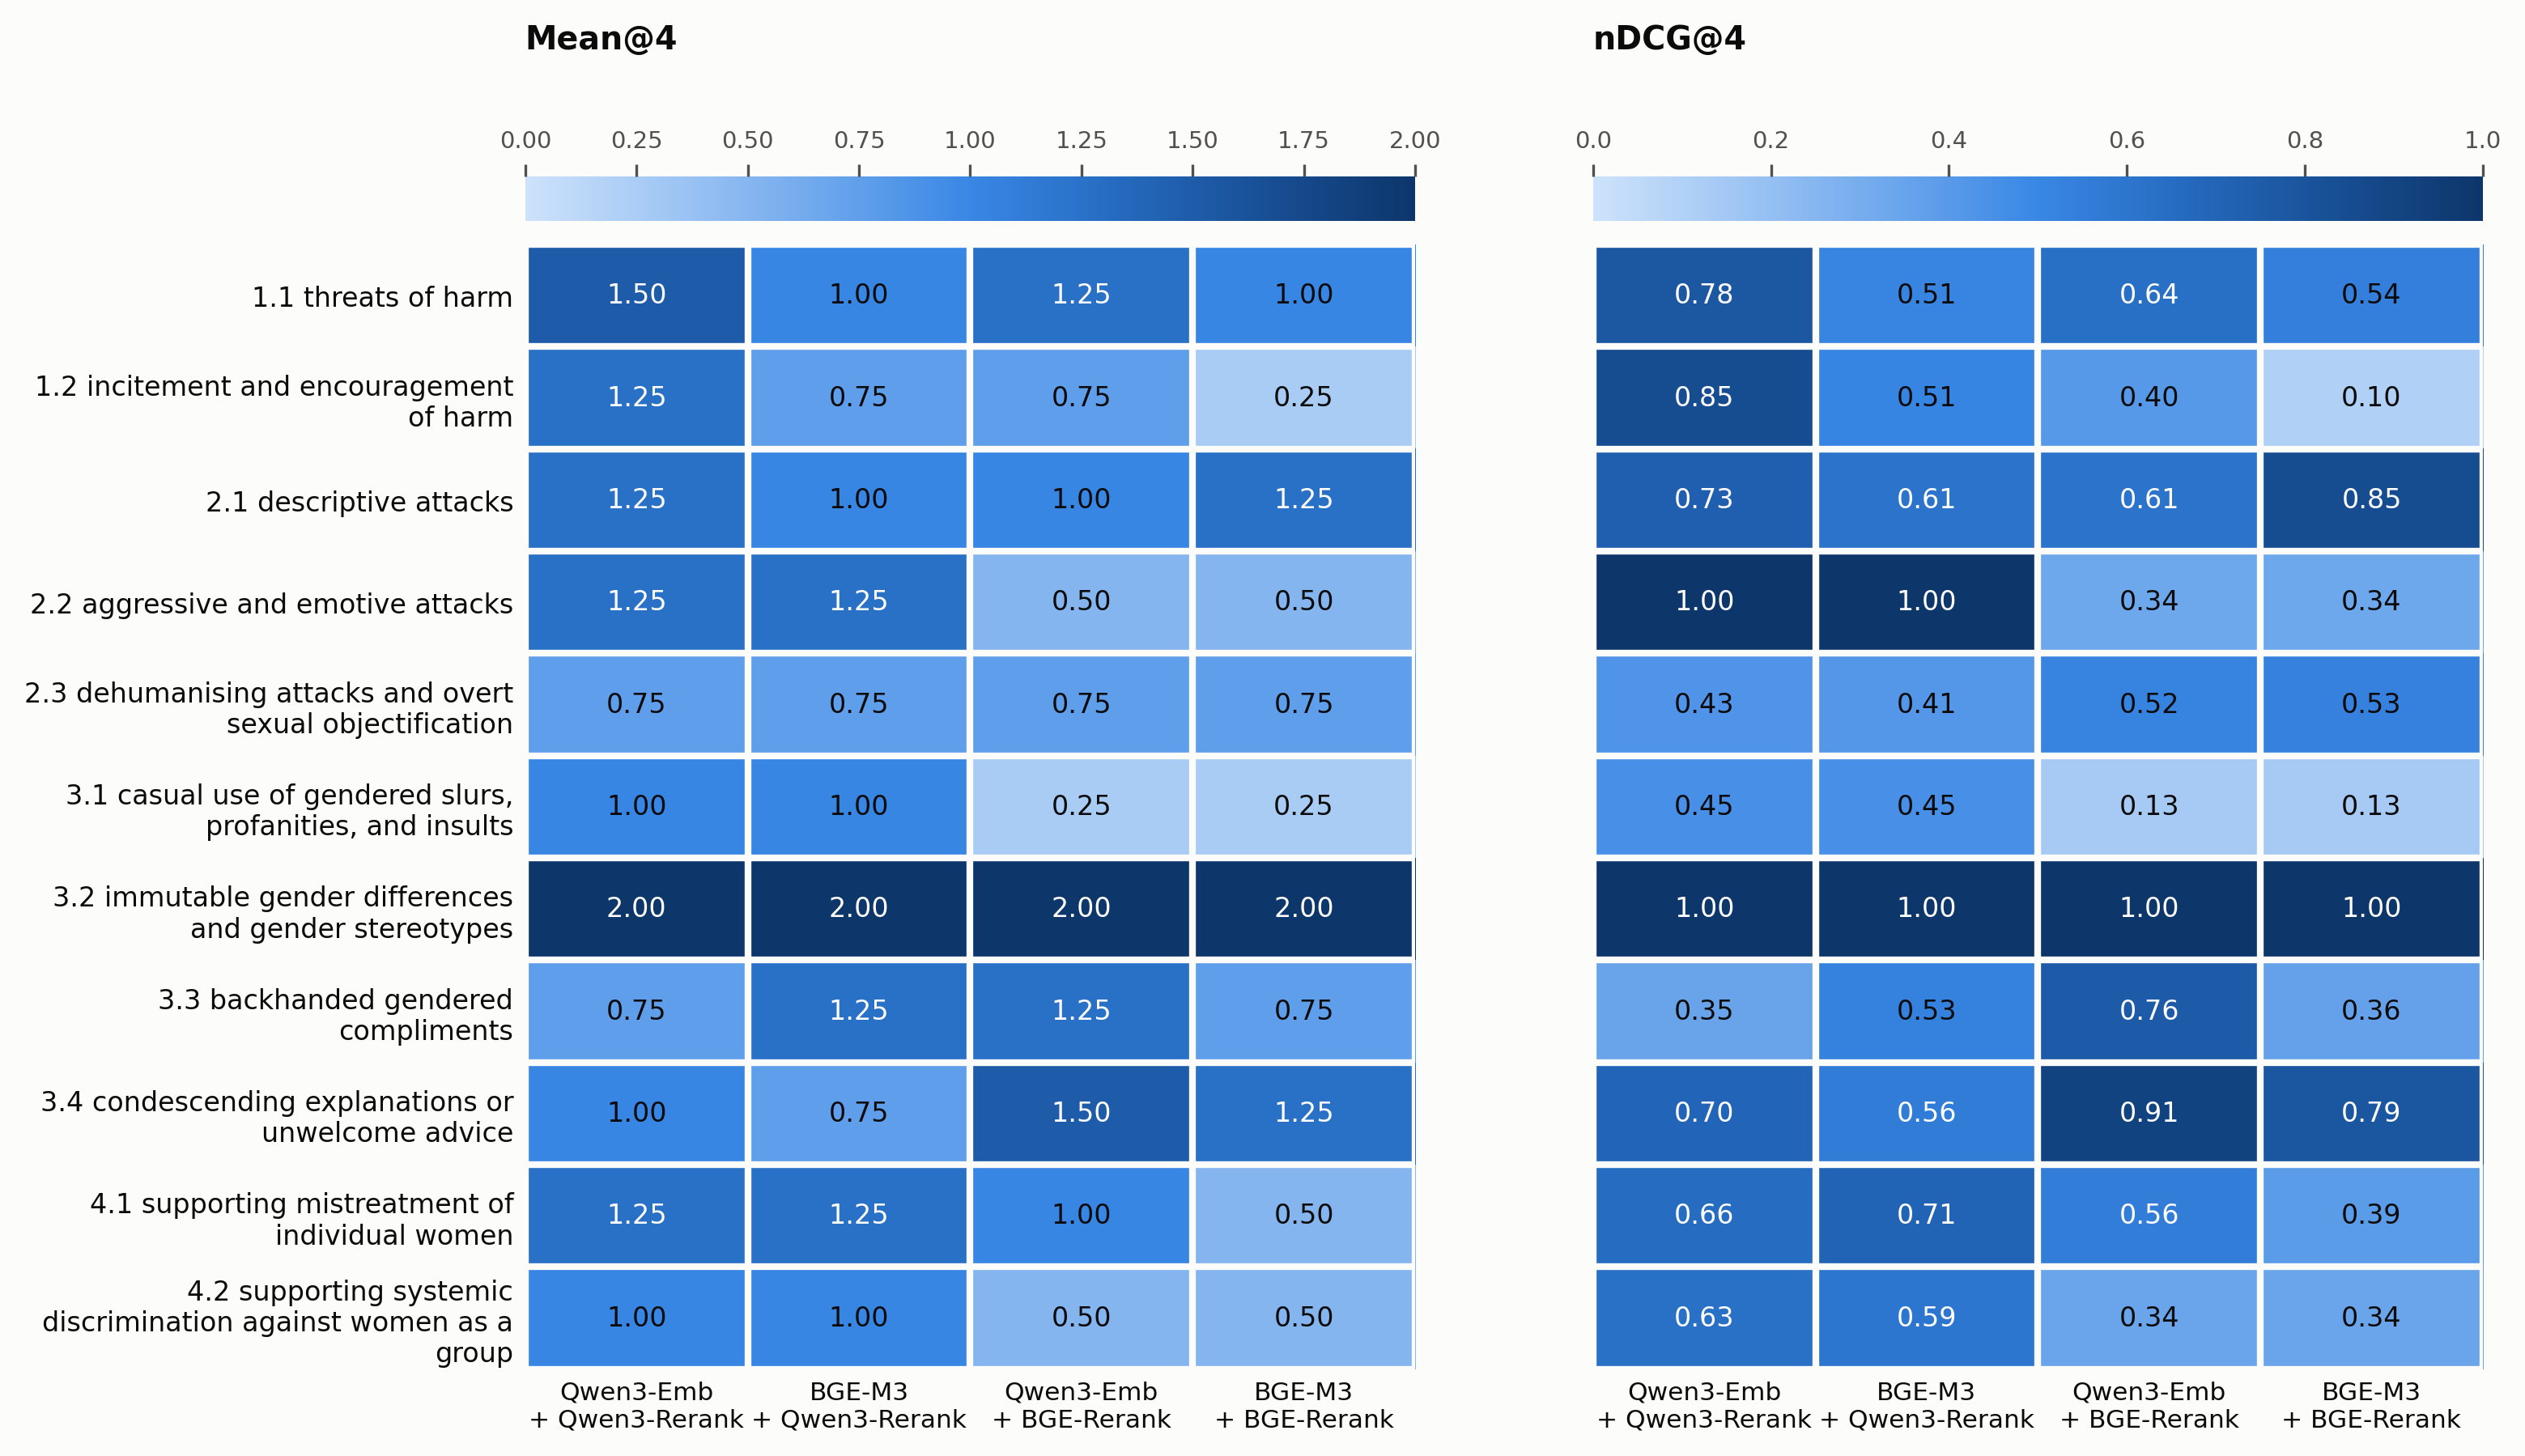 Mean@4
0.00 0.25 0.50 0.75 1.00 1.25 1.50 1.75 2.00
nDCG@4
0.0 0.2 0.4 0.6 0.8 1.0
1.1 threats of harm
1.50 1.00 1.25 1.00
0.78 0.51 0.64 0.54
1.2 incitement and encouragement
of harm
1.25 0.75 0.75 0.25
0.85 0.51 0.40 0.10
2.1 descriptive attacks
1.25 1.00 1.00 1.25
0.73 0.61 0.61 0.85
2.2 aggressive and emotive attacks
1.25 1.25 0.50 0.50
1.00 1.00 0.34 0.34
2.3 dehumanising attacks and overt
sexual objectification
0.75 0.75 0.75 0.75
0.43 0.41 0.52 0.53
3.1 casual use of gendered slurs,
profanities, and insults
1.00 1.00 0.25 0.25
0.45 0.45 0.13 0.13
3.2 immutable gender differences
and gender stereotypes
2.00 2.00 2.00 2.00
1.00 1.00 1.00 1.00
3.3 backhanded gendered
compliments
0.75 1.25 1.25 0.75
0.35 0.53 0.76 0.36
3.4 condescending explanations or
unwelcome advice
1.00 0.75 1.50 1.25
0.70 0.56 0.91 0.79
4.1 supporting mistreatment of
individual women
1.25 1.25 1.00 0.50
0.66 0.71 0.56 0.39
4.2 supporting systemic
discrimination against women as a
group
1.00 1.00 0.50 0.50
0.63 0.59 0.34 0.34
Qwen3-Emb
+ Qwen3-Rerank
BGE-M3
+ Qwen3-Rerank
Qwen3-Emb
+ BGE-Rerank
BGE-M3
+ BGE-Rerank
Qwen3-Emb
+ Qwen3-Rerank
BGE-M3
+ Qwen3-Rerank
Qwen3-Emb
+ BGE-Rerank
BGE-M3
+ BGE-Rerank